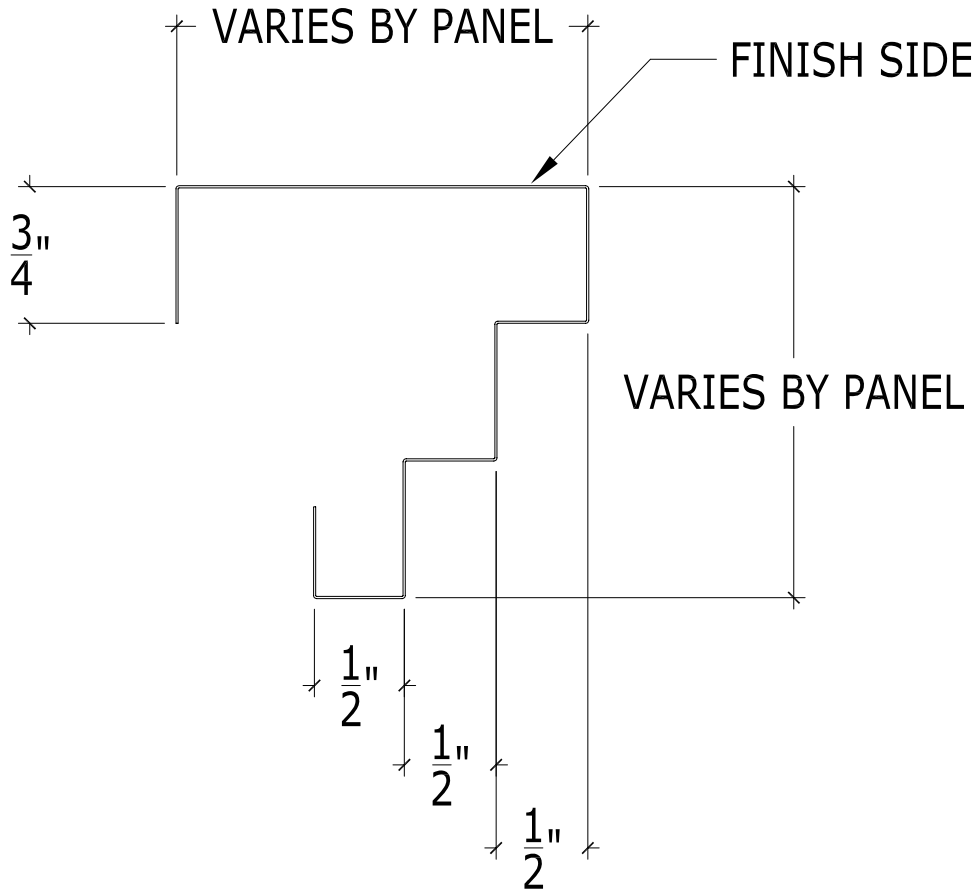 VARIES BY PANEL
FINISH SIDE
3/4"
VARIES BY PANEL
1/2"
1/2"
1/2"